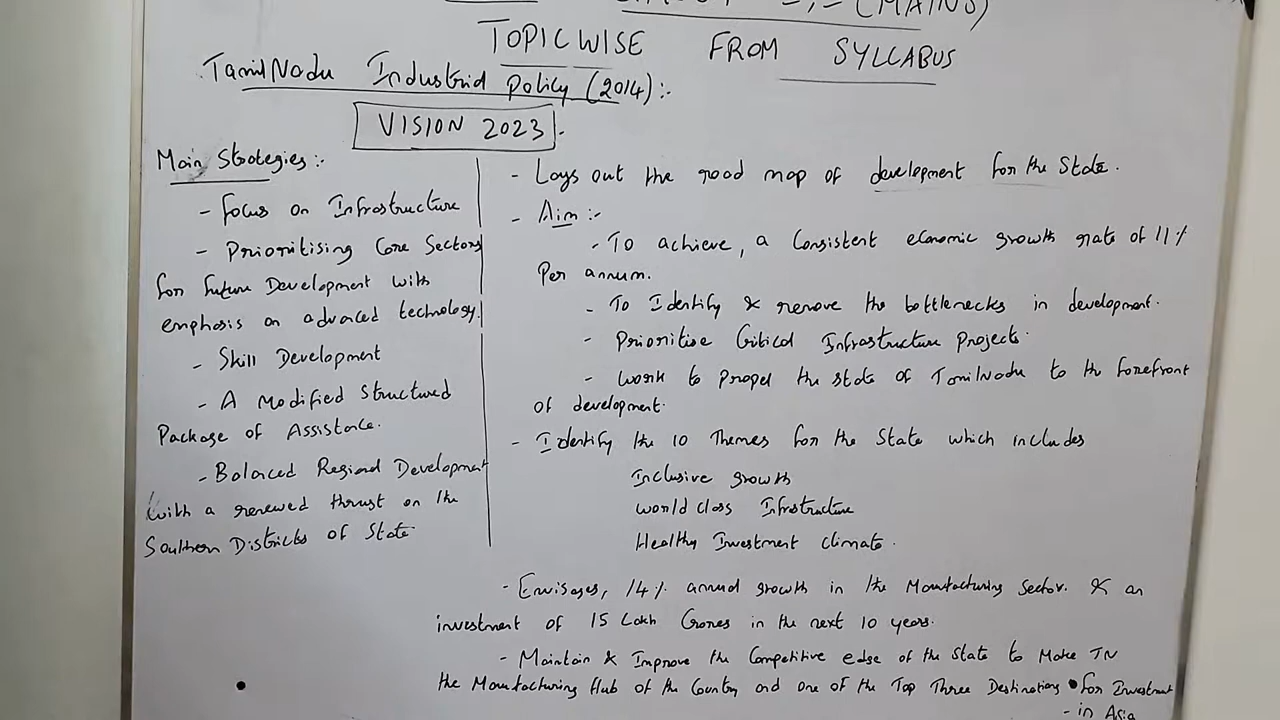 (MAINS)
TOPICWISE FROM SYLLABUS
TamilNadu Industrial Policy (2014):-
VISION 2023.
Main Strategies:-
- Focus on Infrastructure
- Prioritising Core Sectors
for Future Development with
emphasis on advanced technology.
- Skill Development
- A Modified Structured
Package of Assistance.
- Balanced Regional Development
with a renewed thrust on the
Southern Districts of State
- Lays out the road map of development for the State.
- Aim :-
- To achieve, a Consistent economic growth rate of 11%
Per annum.
- To Identify & remove the bottlenecks in development.
- Prioritise Critical Infrastructure Projects.
- Work to propel the state of TamilNadu to the forefront
of development.
- Identify the 10 Themes for the State which includes
Inclusive growth
World class Infrastructure
Healthy Investment climate.
- Envisages, 14% annual growth in the Manufacturing Sector. & an
investment of 15 Lakh Crores in the next 10 years.
- Maintain & Improve the Competitive edge of the State to Make TN
the Manufacturing Hub of the Country and one of the Top Three Destinations for Investment
- in Asia